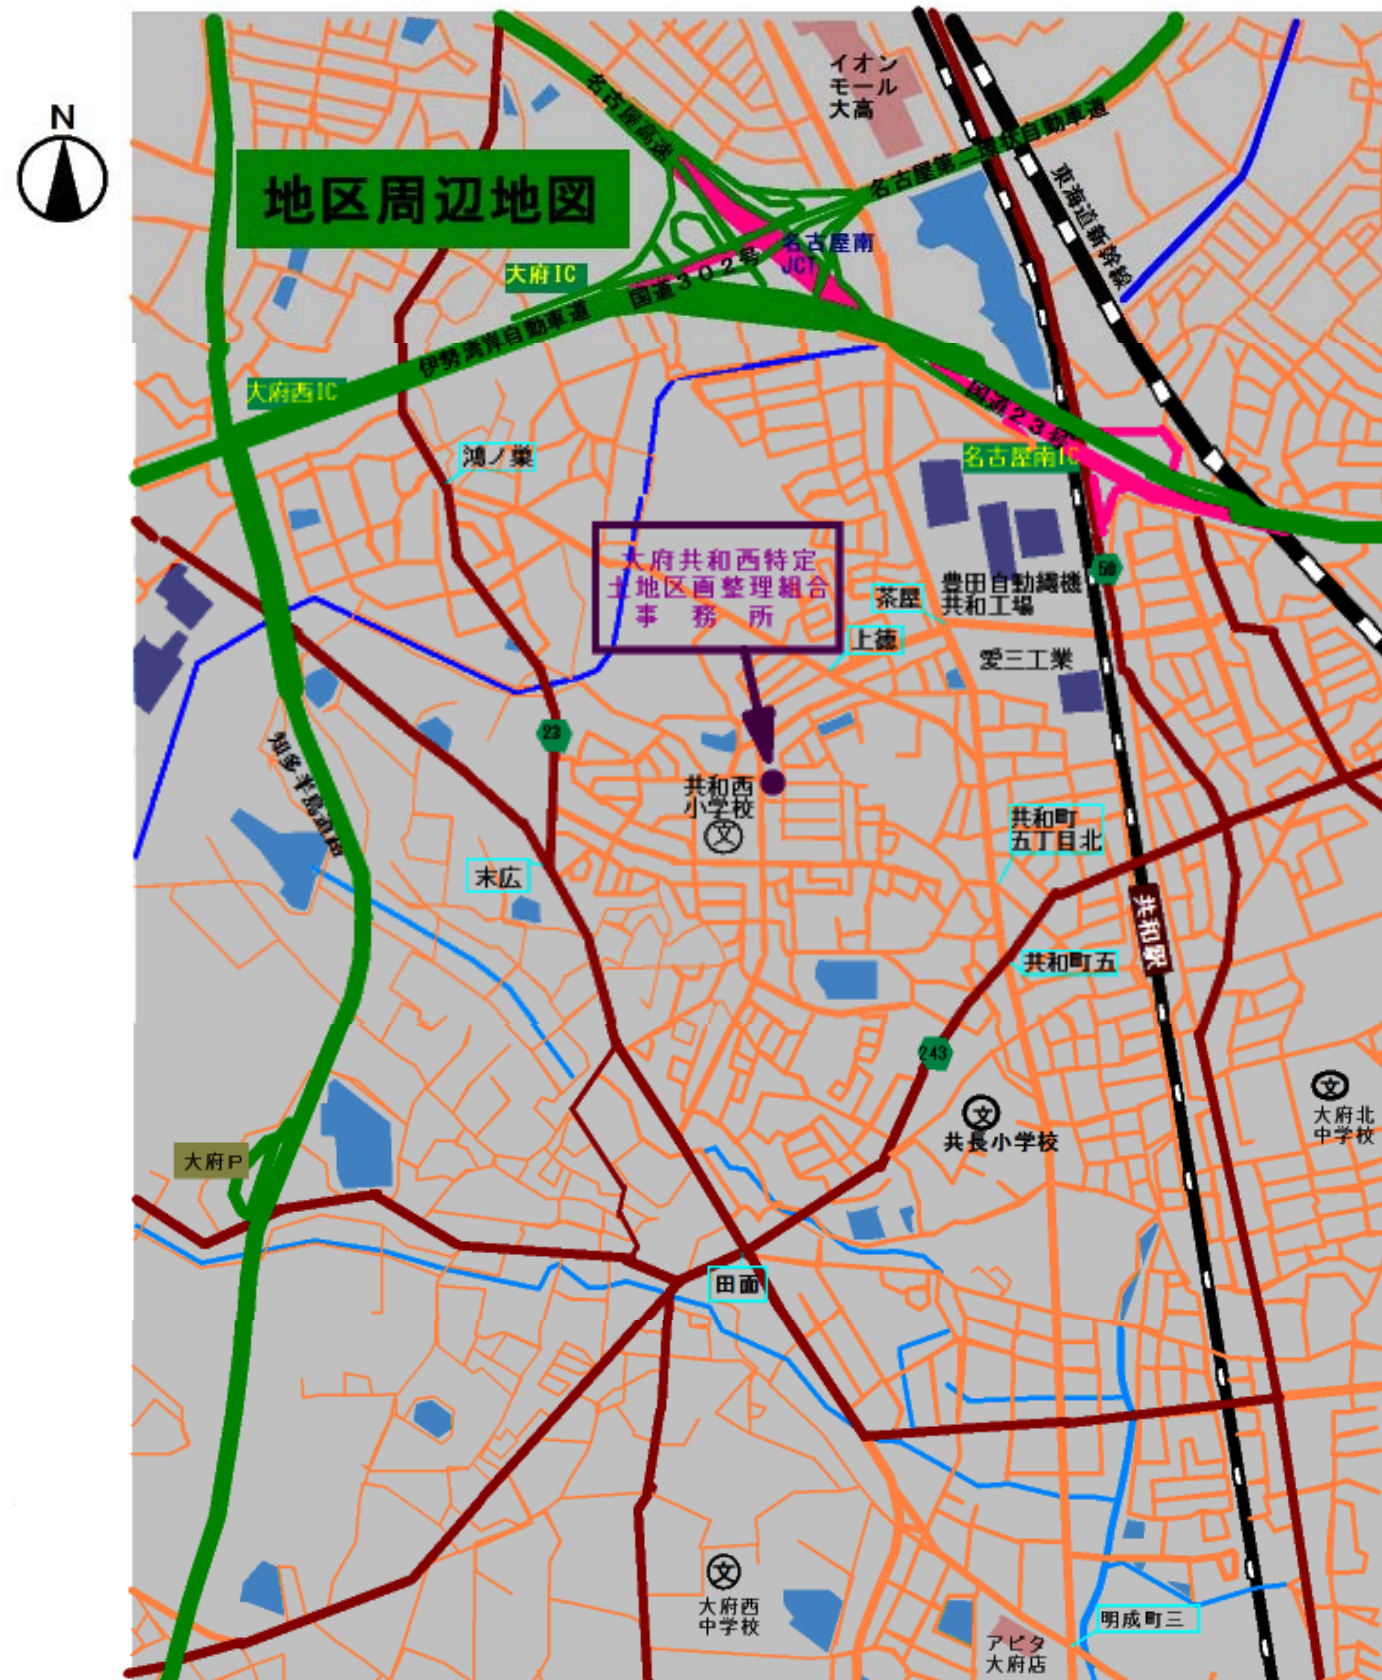 N
イオン
モール
大高
名古屋高速
名古屋第二環状自動車道
地区周辺地図
東海道新幹線
名古屋南
JCT
大府IC
国道302号
伊勢湾岸自動車道
大府西IC
国道23号
鴻ノ巣
名古屋南IC
大府共和西特定
土地区画整理組合
事務所
50
豊田自動織機
共和工場
茶屋
上徳
愛三工業
23
知多半島道路
共和西
小学校
文
共和町
五丁目北
末広
共和駅
共和町五
243
文
共長小学校
文
大府北
中学校
大府P
田面
文
大府西
中学校
アピタ
大府店
明成町三